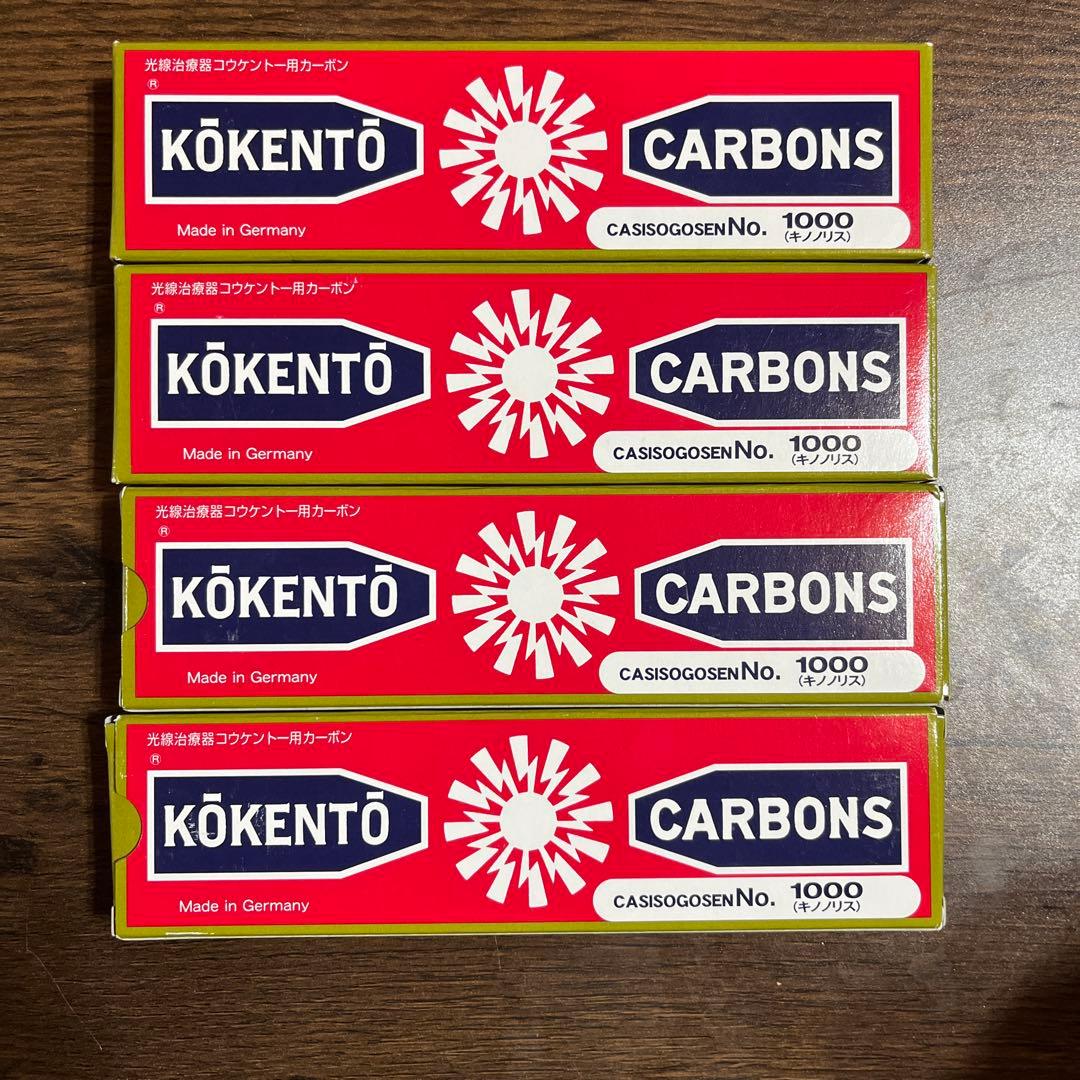 光線治療器コウケントー用カーボン
®
KŌKENTŌ CARBONS
Made in Germany
CASISOGOSEN No. 1000
(キノノリス)
光線治療器コウケントー用カーボン
®
KŌKENTŌ CARBONS
Made in Germany
CASISOGOSEN No. 1000
(キノノリス)
光線治療器コウケントー用カーボン
®
KŌKENTŌ CARBONS
Made in Germany
CASISOGOSEN No. 1000
(キノノリス)
光線治療器コウケントー用カーボン
®
KŌKENTŌ CARBONS
Made in Germany
CASISOGOSEN No. 1000
(キノノリス)